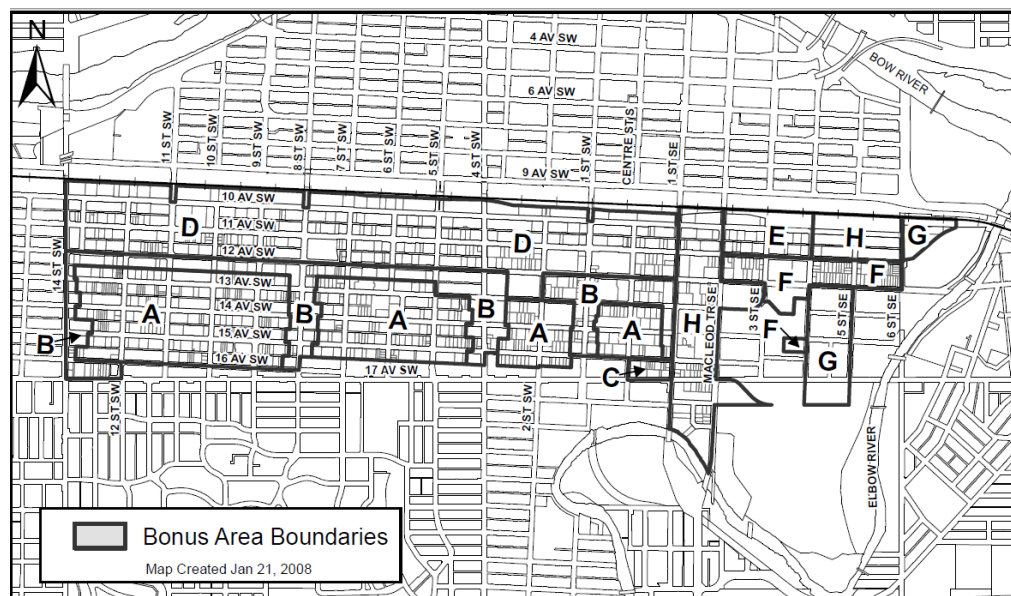 N
4 AV SW
BOW RIVER
6 AV SW
11 ST SW
10 ST SW
9 ST SW
8 ST SW
7 ST SW
6 ST SW
5 ST SW
4 ST SW
9 AV SW
1 ST SW
CENTRE ST S
1 ST SE
10 AV SW
D
11 AV SW
12 AV SW
D
E
H
G
14 ST SW
13 AV SW
F
F
A
14 AV SW
B
A
B
B
5 ST SE
6 ST SE
B
15 AV SW
A
A
H
MACLEOD TR SE
3 ST SE
F
16 AV SW
17 AV SW
C
G
12 ST SW
2 ST SW
ELBOW RIVER
Bonus Area Boundaries
Map Created Jan 21, 2008